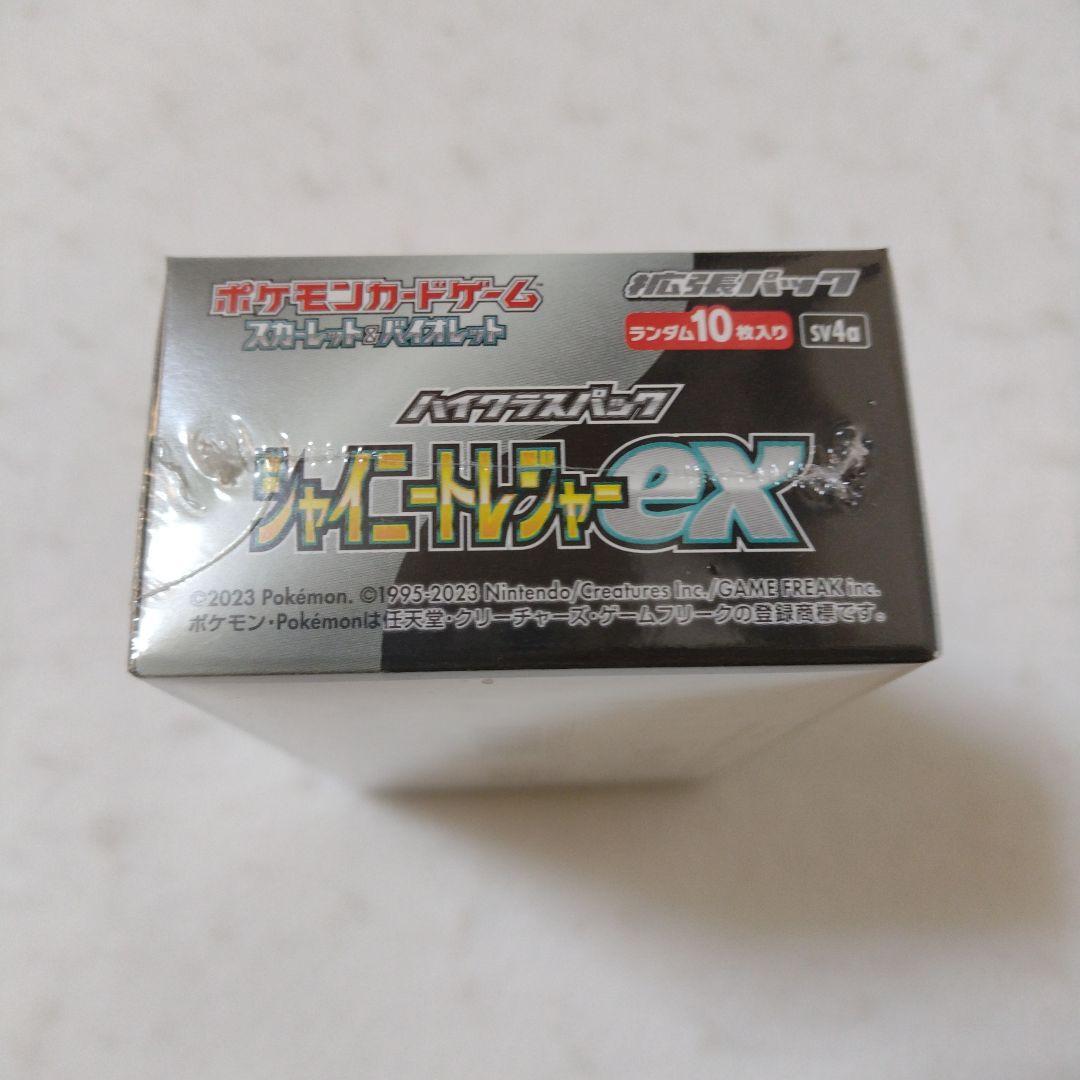 ポケモンカードゲーム
スカーレット&バイオレット
拡張パック
ランダム10枚入り
sv4a
ハイクラスパック
シャイニートレジャーex
©2023 Pokémon. ©1995-2023 Nintendo/Creatures Inc./GAME FREAK inc.
ポケモン・Pokémonは任天堂・クリーチャーズ・ゲームフリークの登録商標です。